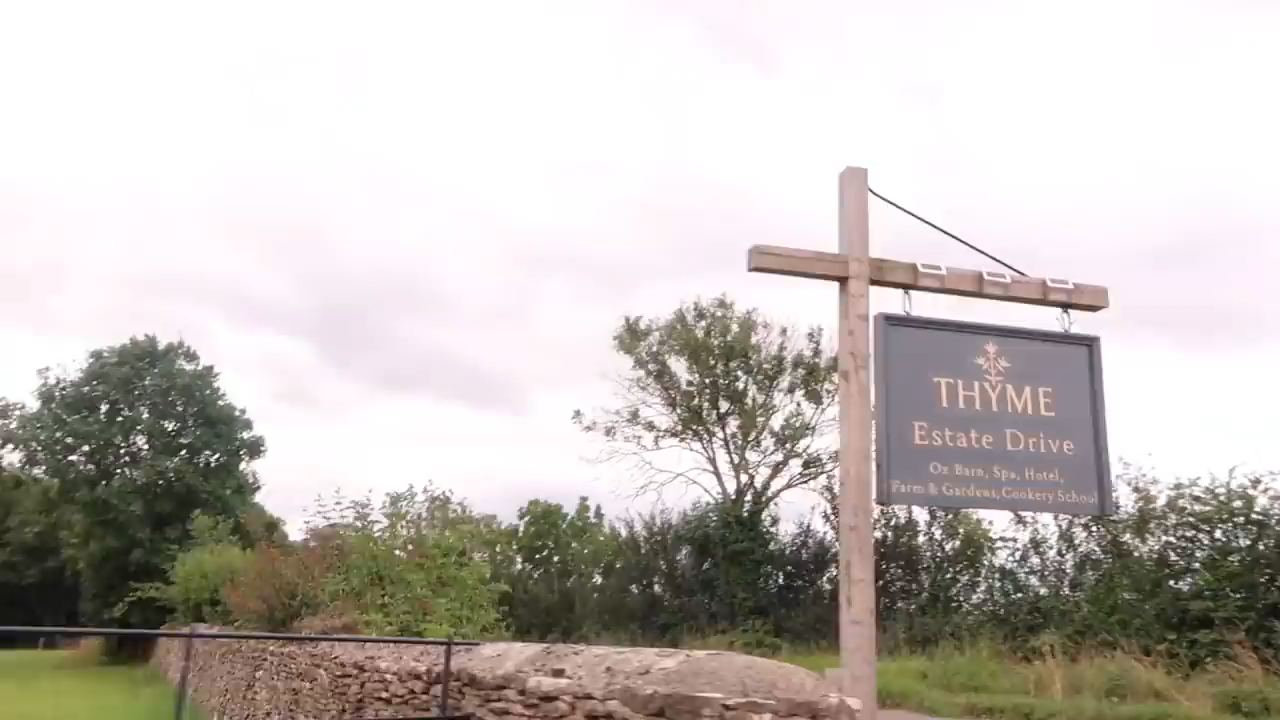 THYME
Estate Drive
Ox Barn, Spa, Hotel,
Farm & Gardens, Cookery School